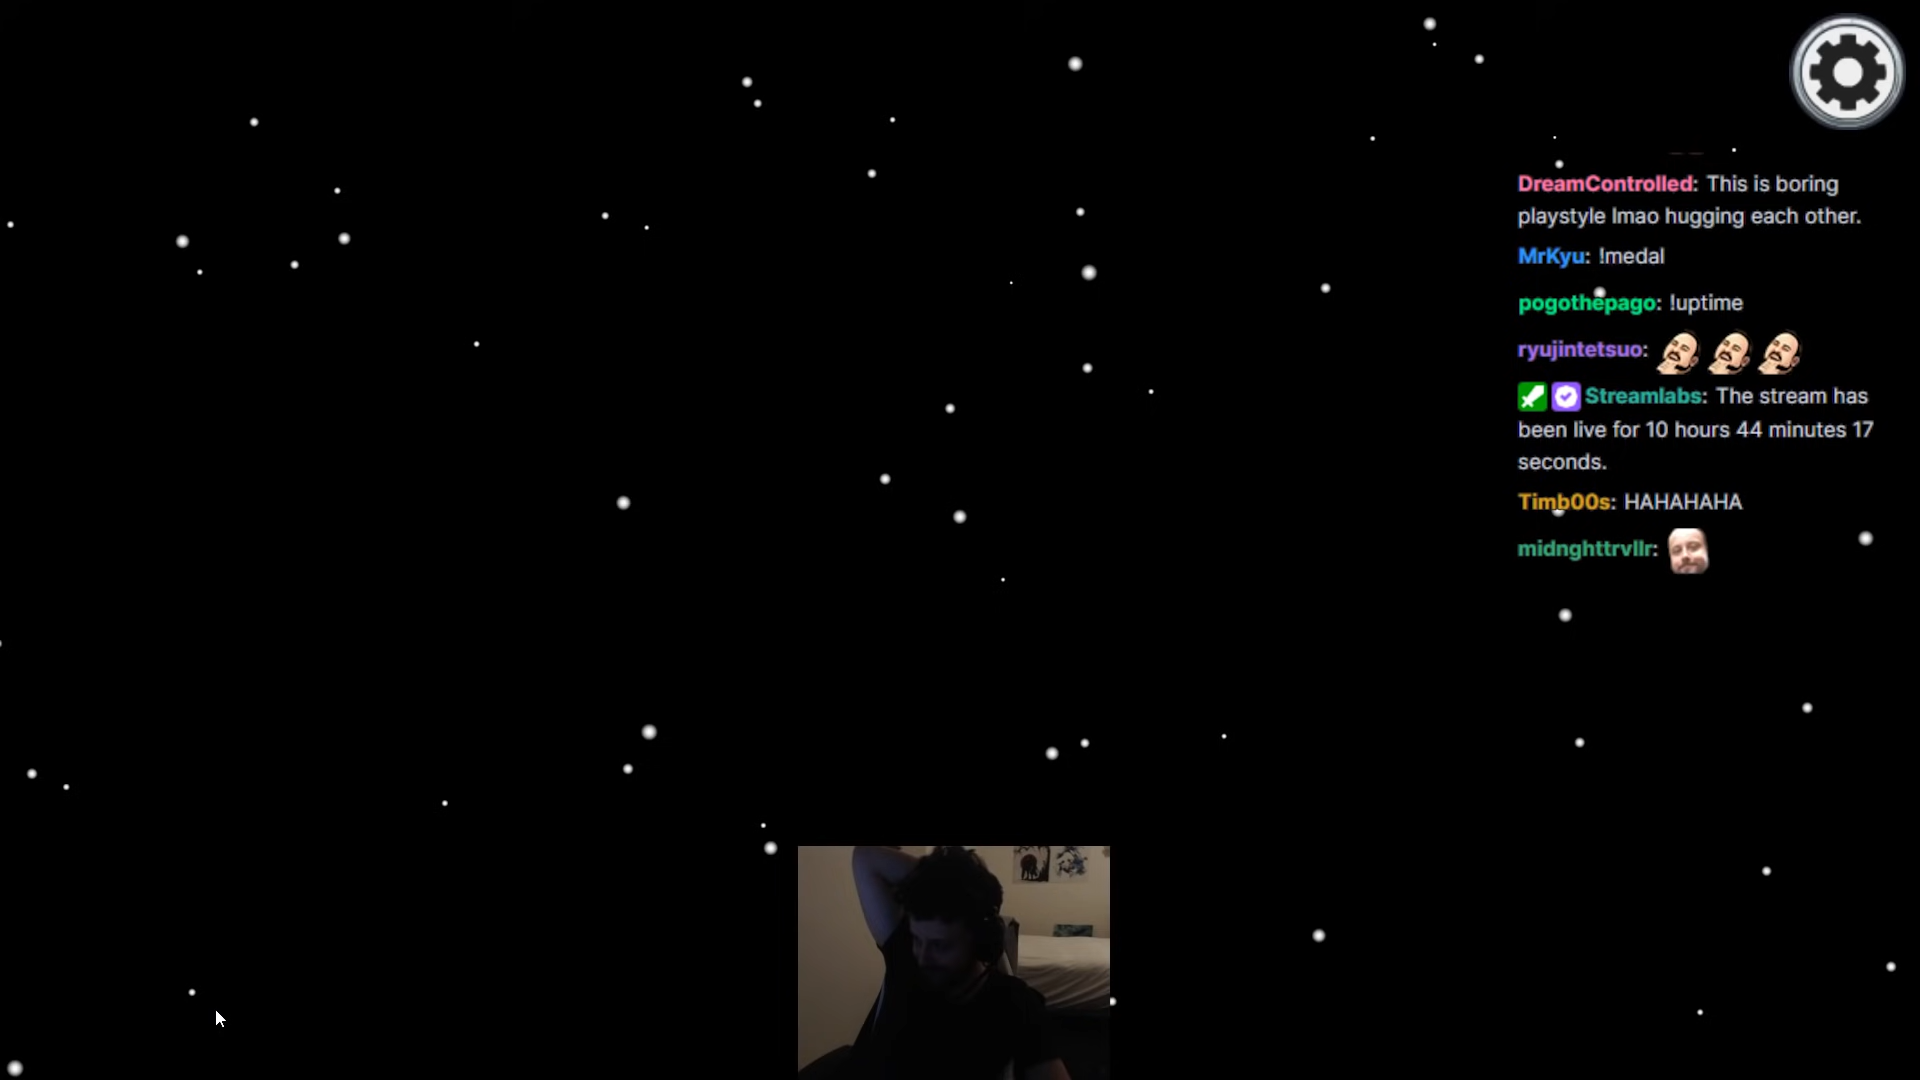 DreamControlled: This is boring
playstyle lmao hugging each other.
MrKyu: !medal
pogothepago: !uptime
ryujintetsuo:
Streamlabs: The stream has
been live for 10 hours 44 minutes 17
seconds.
Timb00s: HAHAHAHA
midnghttrvllr: